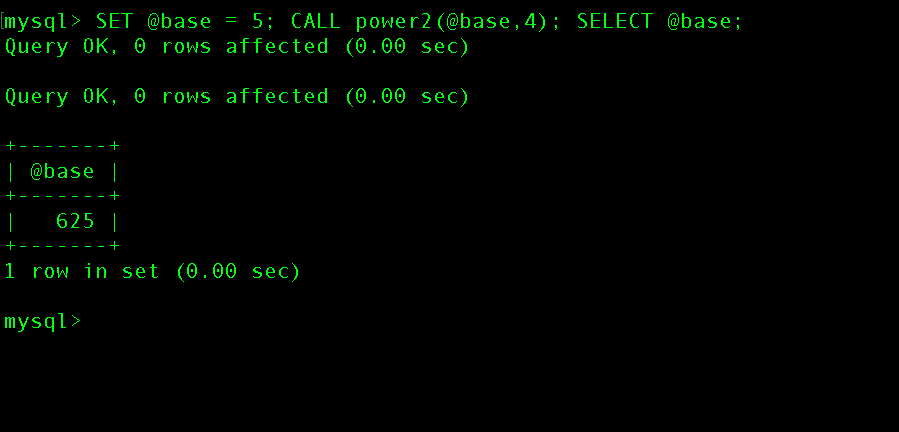 mysql> SET @base = 5; CALL power2(@base,4); SELECT @base;
Query OK, 0 rows affected (0.00 sec)

Query OK, 0 rows affected (0.00 sec)

+-------+
| @base |
+-------+
|   625 |
+-------+
1 row in set (0.00 sec)

mysql>